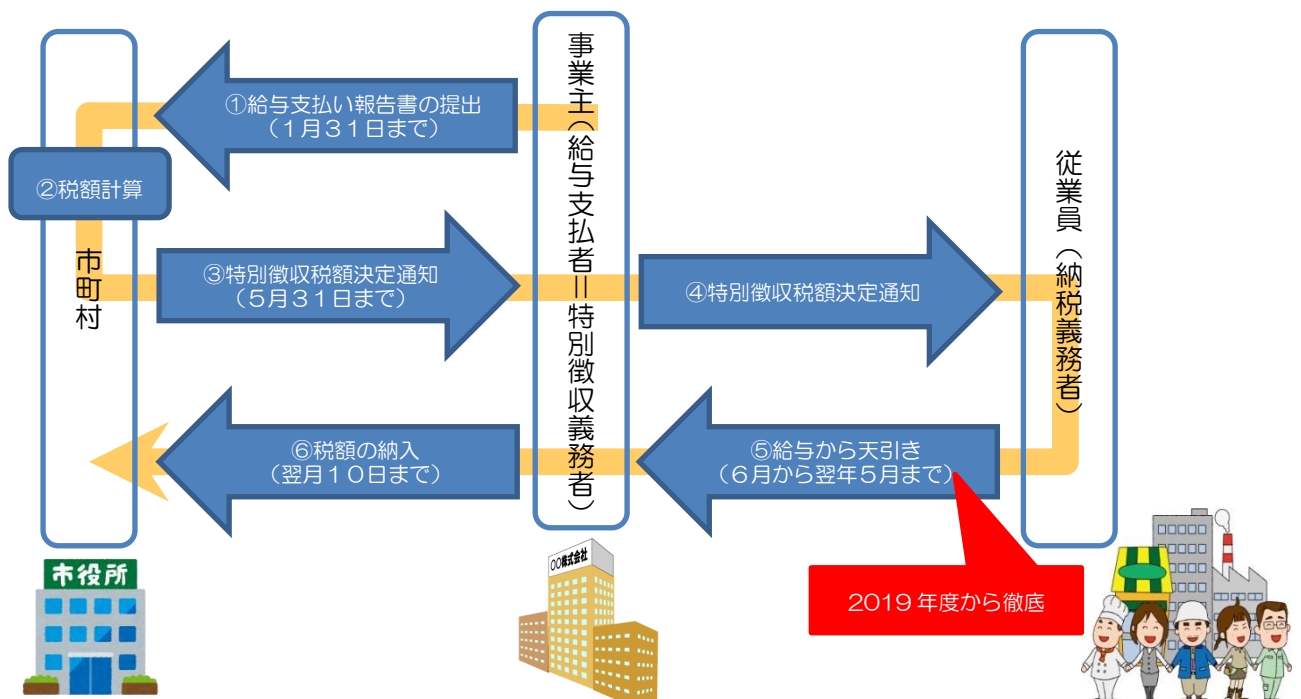 ①給与支払い報告書の提出
（１月３１日まで）
②税額計算
市町村
③特別徴収税額決定通知
（５月３１日まで）
事業主（給与支払者＝特別徴収義務者）
④特別徴収税額決定通知
従業員（納税義務者）
⑥税額の納入
（翌月１０日まで）
⑤給与から天引き
（６月から翌年５月まで）
2019年度から徹底
市役所
〇〇株式会社